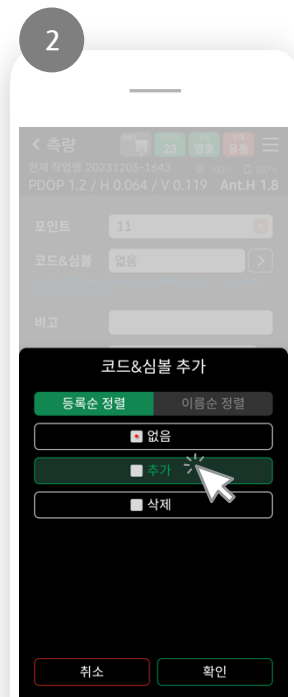 2
측량
23 양호 유동
현재 작업명 20231205-1643 100% 100%
PDOP 1.2 / H 0.064 / V 0.119 Ant.H 1.8
포인트 11
코드&심볼 없음
비고
코드&심볼 추가
등록순 정렬 이름순 정렬
없음
추가
삭제
취소 확인